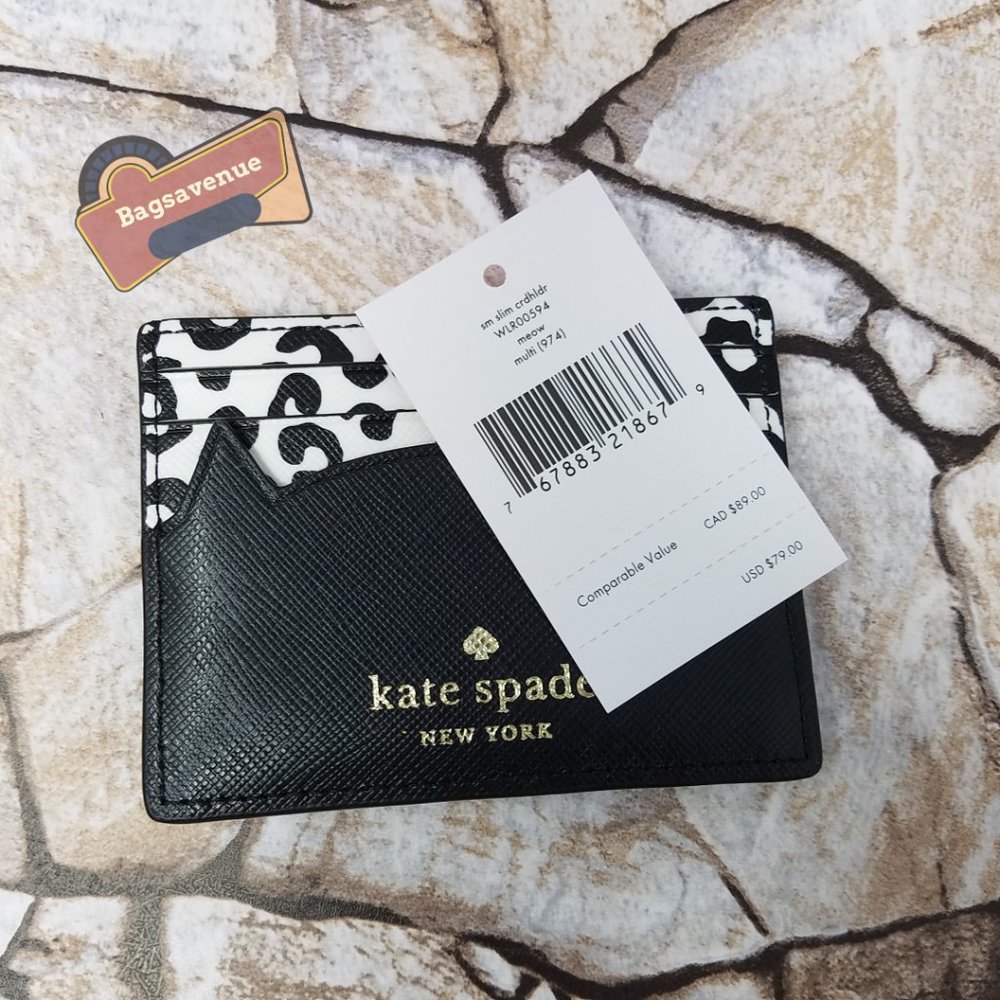 Bagsavenue
sm slim crdhldr
WLR00594
meow
multi (974)
7 67883 21867 9
Comparable Value
CAD $89.00
USD $79.00
kate spade
NEW YORK